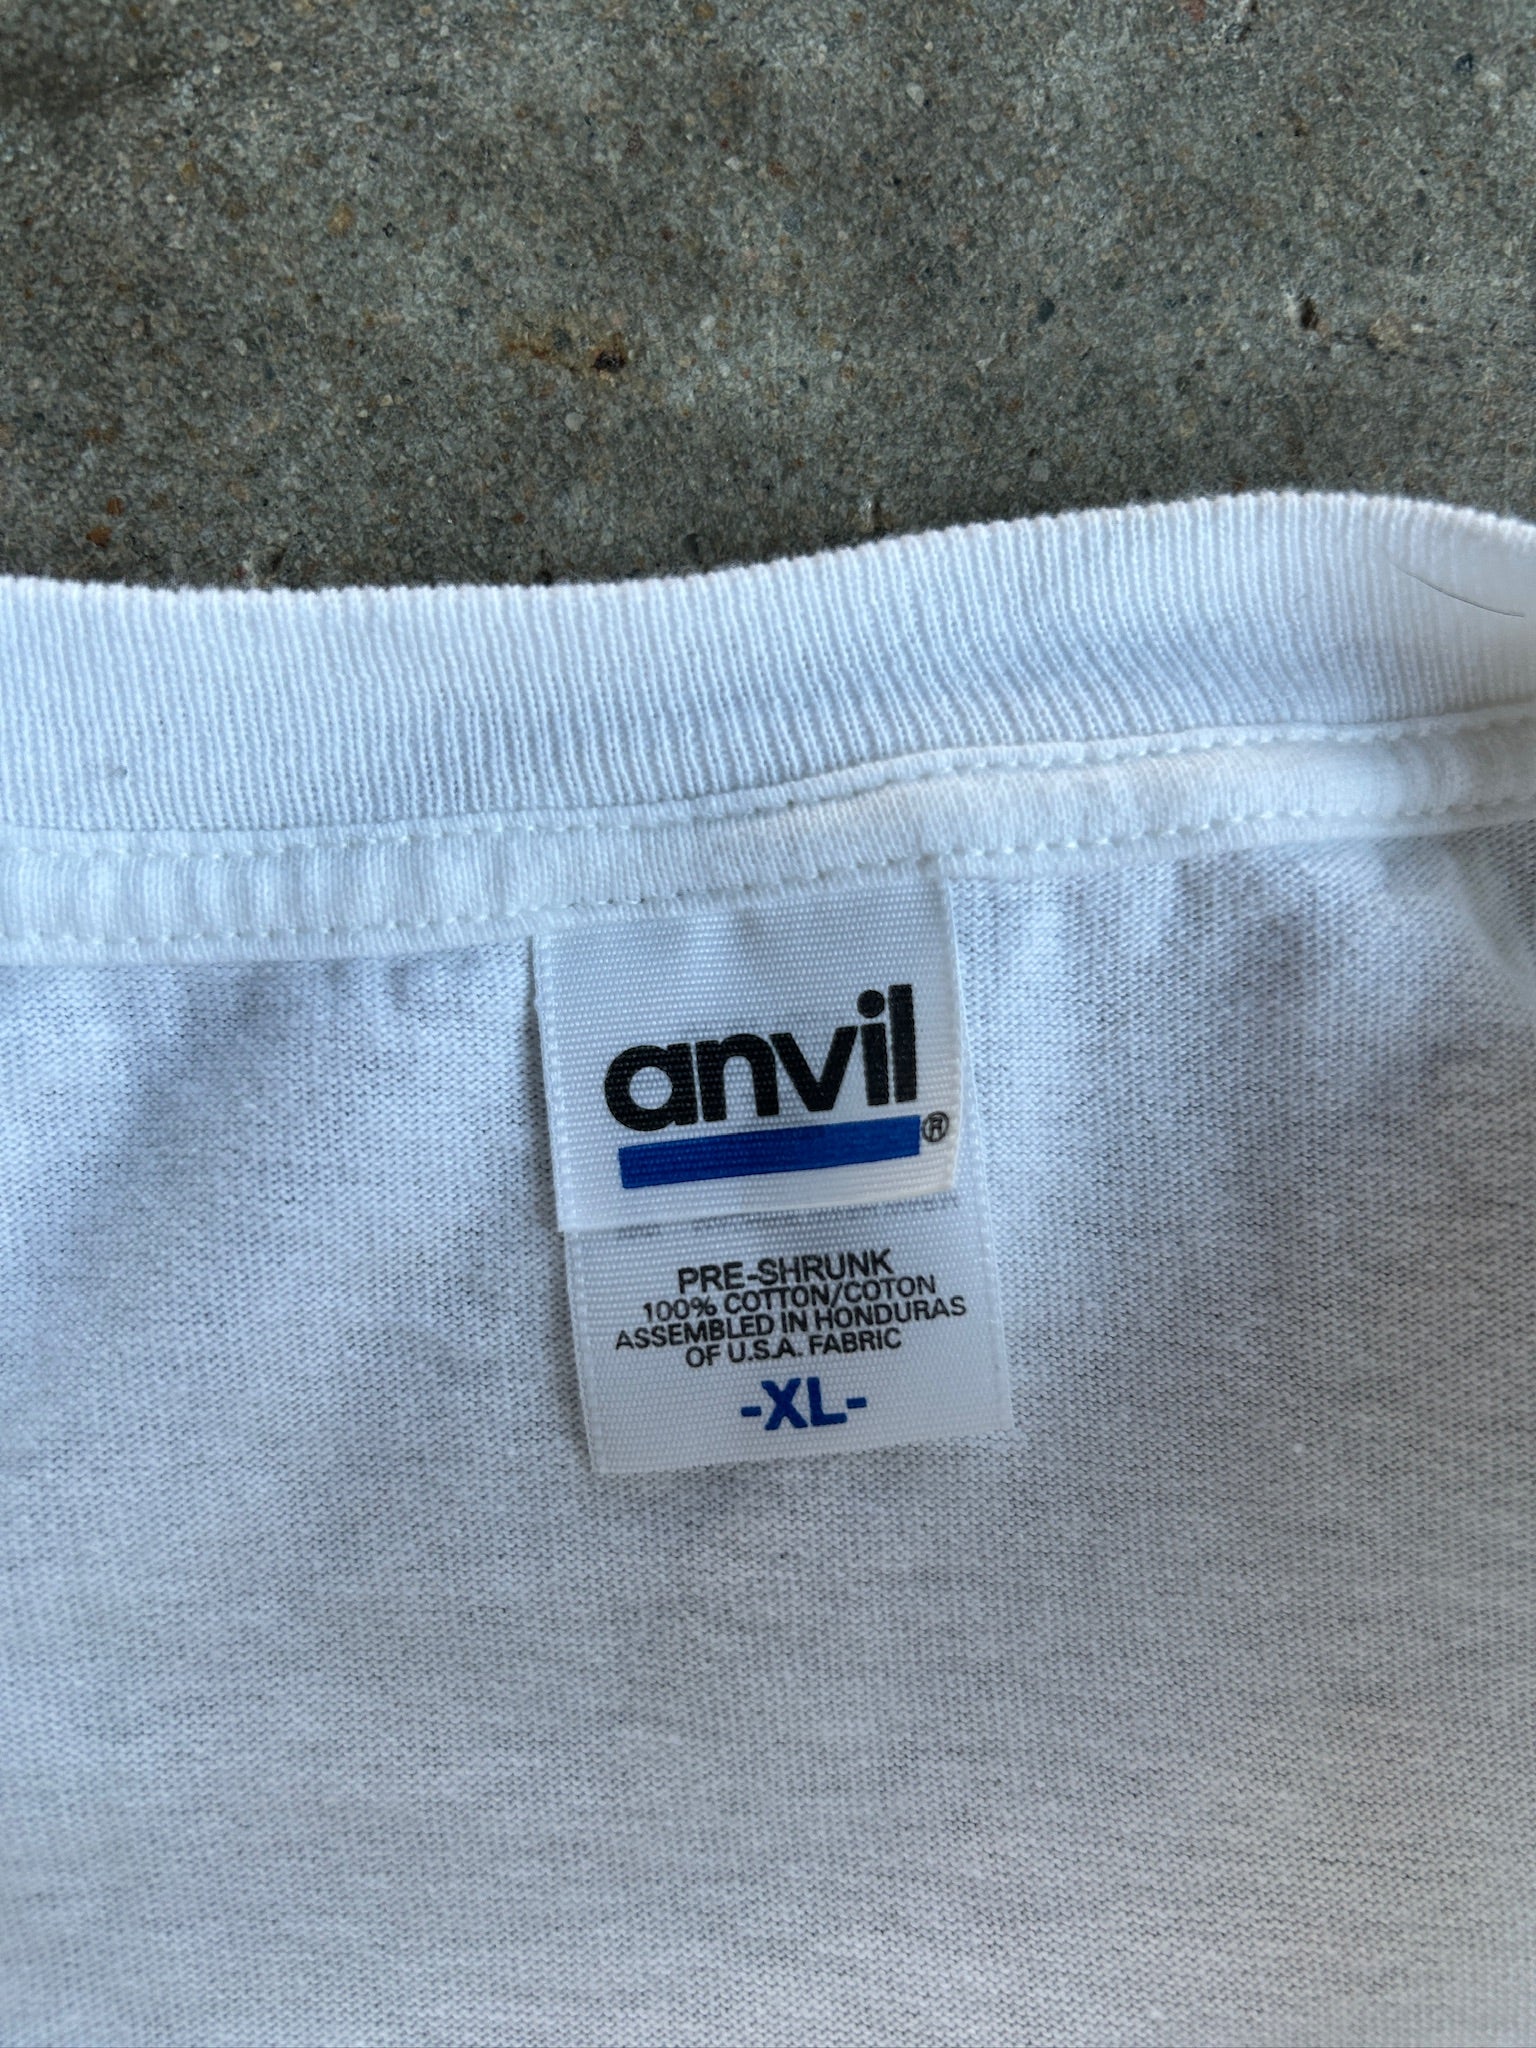 anvil®
PRE-SHRUNK
100% COTTON/COTON
ASSEMBLED IN HONDURAS
OF U.S.A. FABRIC
-XL-